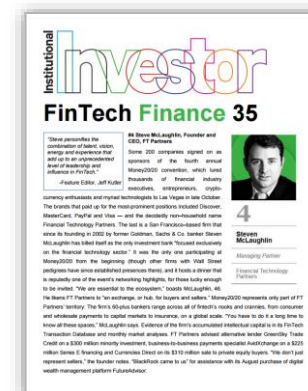 Institutional
Investor
FinTech Finance 35
"Steve personifies the
combination of talent, vision,
energy and experience that
add up to an unprecedented
level of leadership and
influence in FinTech."
-Feature Editor, Jeff Kutler
#4 Steve McLaughlin, Founder and
CEO, FT Partners
Some 200 companies signed on as
sponsors of the fourth annual
Money20/20 convention, which lured
thousands of financial industry
executives, entrepreneurs, crypto-
currency enthusiasts and myriad technologists to Las Vegas in late October.
The brands that paid up for the most-prominent positions included Discover,
MasterCard, PayPal and Visa — and the decidedly non-household name
Financial Technology Partners. The last is a San Francisco-based firm that
since its founding in 2002 by former Goldman, Sachs & Co. banker Steven
McLaughlin has billed itself as the only investment bank "focused exclusively
on the financial technology sector." It was the only one participating at
Money20/20 from the beginning (though other firms with Wall Street
pedigrees have since established presences there), and it hosts a dinner that
is reputedly one of the event's networking highlights, for those lucky enough
to be invited. "We are essential to the ecosystem," boasts McLaughlin, 46.
He likens FT Partners to "an exchange, or hub, for buyers and sellers." Money20/20 represents only part of FT
Partners' territory. The firm's 60-plus bankers range across all of fintech's nooks and crannies, from consumer
and wholesale payments to capital markets to insurance, on a global scale. "You have to do it a long time to
know all these spaces," McLaughlin says. Evidence of the firm's accumulated intellectual capital is in its FinTech
Transaction Database and monthly market analyses. FT Partners advised alternative lender GreenSky Trade
Credit on a $300 million minority investment, business-to-business payments specialist AvidXchange on a $225
million Series E financing and Currencies Direct on its $310 million sale to private equity buyers. "We don't just
represent sellers," the founder notes. "BlackRock came to us" for assistance with its August purchase of digital
wealth management platform FutureAdvisor.
4
Steven
McLaughlin
Managing Partner
Financial Technology
Partners